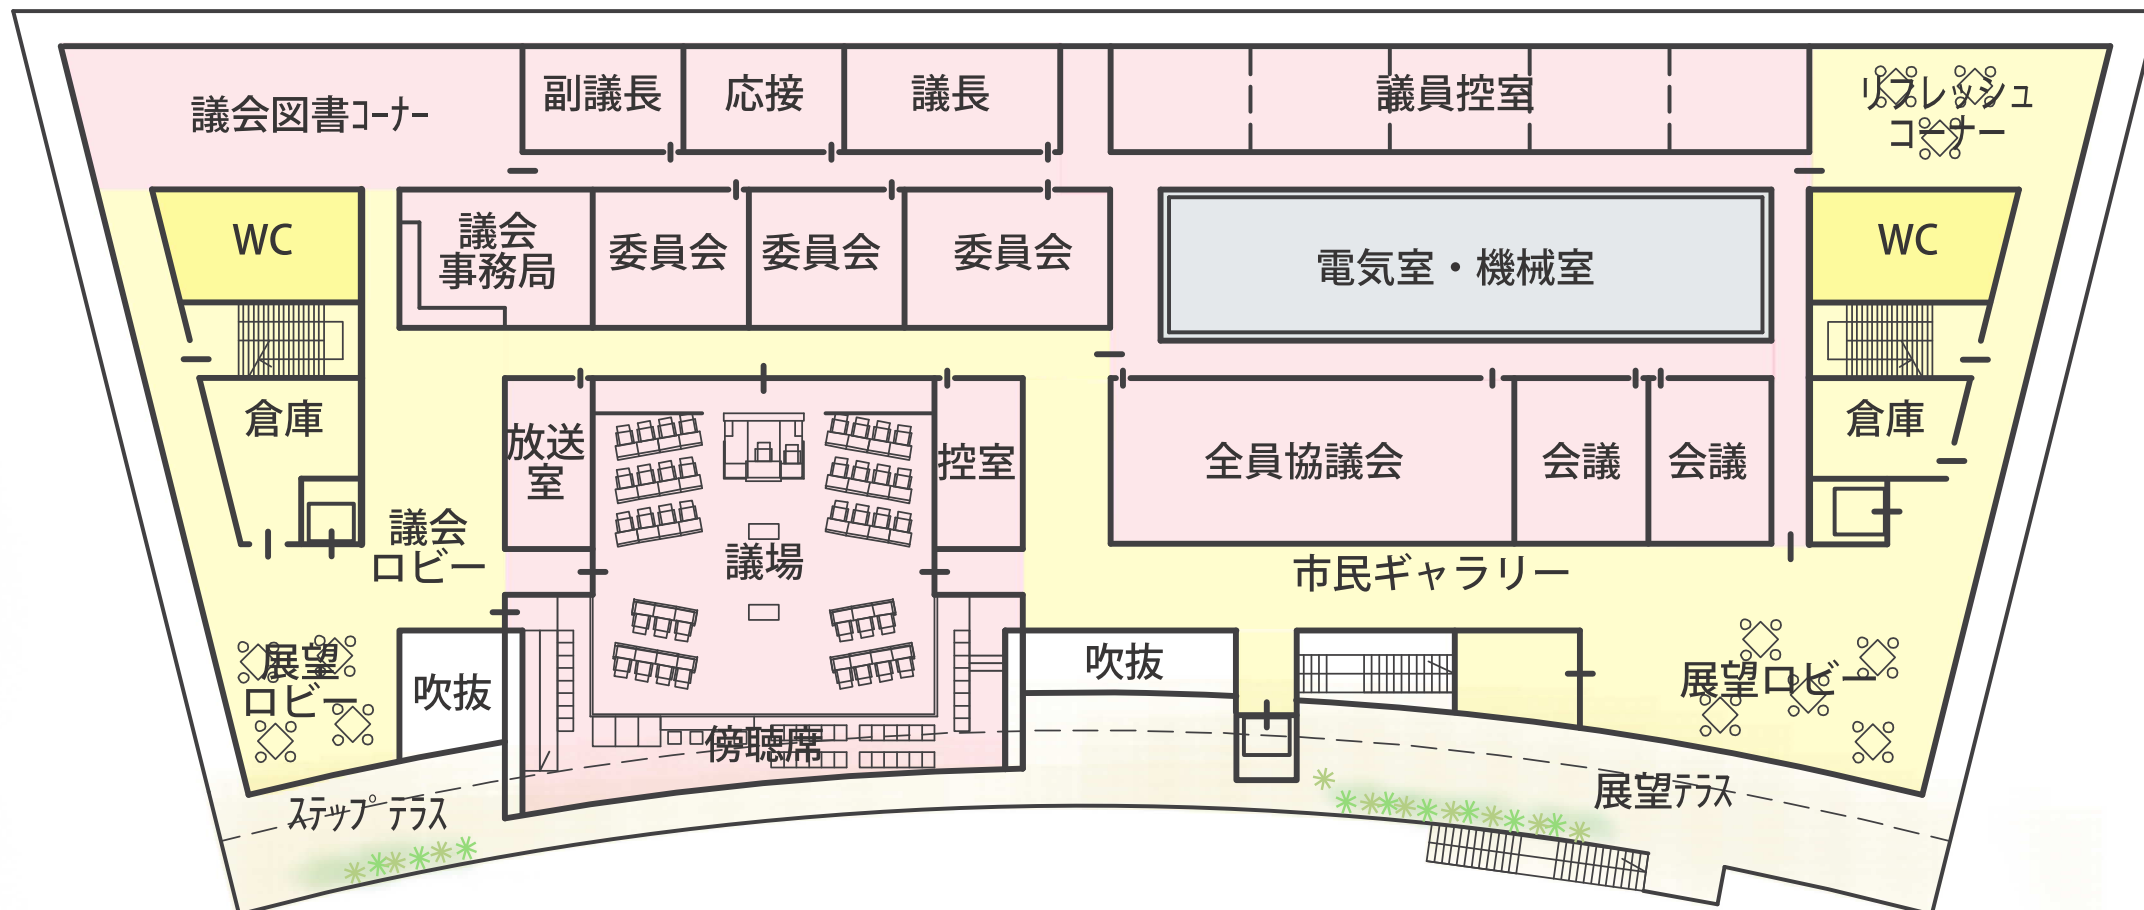 議会図書ｺｰﾅｰ
副議長
応接
議長
議員控室
リフレッシュ
コーナー
WC
議会
事務局
委員会
委員会
委員会
電気室・機械室
WC
倉庫
放送
室
控室
全員協議会
会議
会議
倉庫
議会
ロビー
議場
市民ギャラリー
展望
ロビー
吹抜
吹抜
展望ロビー
傍聴席
ｽﾃｯﾌﾟﾃﾗｽ
展望ﾃﾗｽ